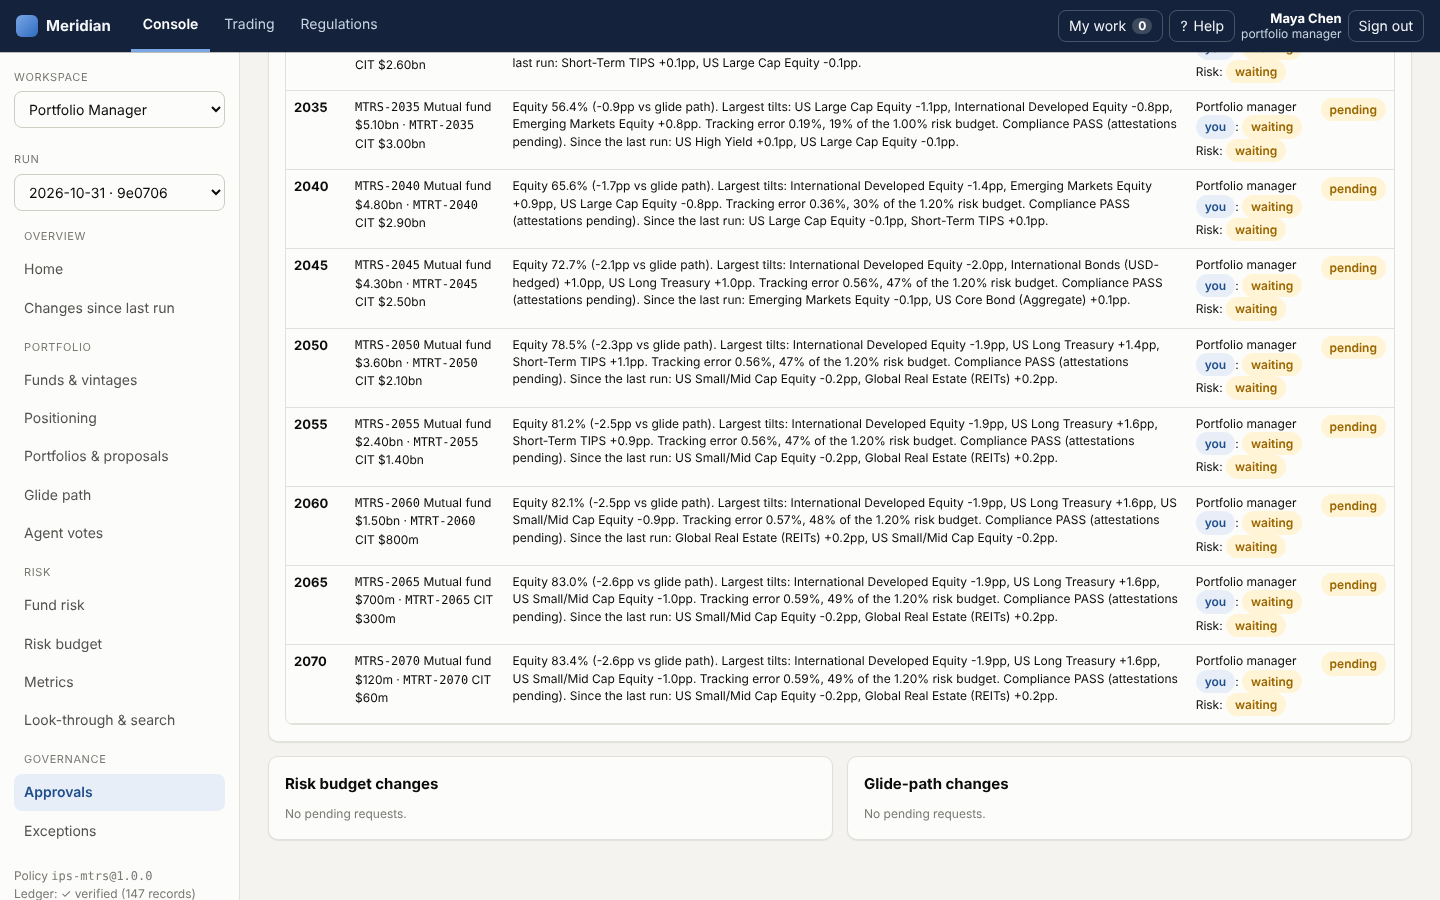 Meridian
Console
Trading
Regulations
My work 0
? Help
Maya Chen
portfolio manager
Sign out
WORKSPACE
Portfolio Manager
RUN
2026-10-31 · 9e0706
OVERVIEW
Home
Changes since last run
PORTFOLIO
Funds & vintages
Positioning
Portfolios & proposals
Glide path
Agent votes
RISK
Fund risk
Risk budget
Metrics
Look-through & search
GOVERNANCE
Approvals
Exceptions
Policy ips-mtrs@1.0.0
Ledger: ✓ verified (147 records)
CIT $2.60bn
last run: Short-Term TIPS +0.1pp, US Large Cap Equity -0.1pp.
Risk: waiting
2035
MTRS-2035 Mutual fund
$5.10bn · MTRT-2035
CIT $3.00bn
Equity 56.4% (-0.9pp vs glide path). Largest tilts: US Large Cap Equity -1.1pp, International Developed Equity -0.8pp,
Emerging Markets Equity +0.8pp. Tracking error 0.19%, 19% of the 1.00% risk budget. Compliance PASS (attestations
pending). Since the last run: US High Yield +0.1pp, US Large Cap Equity -0.1pp.
Portfolio manager
you : waiting
Risk: waiting
pending
2040
MTRS-2040 Mutual fund
$4.80bn · MTRT-2040
CIT $2.90bn
Equity 65.6% (-1.7pp vs glide path). Largest tilts: International Developed Equity -1.4pp, Emerging Markets Equity
+0.9pp, US Large Cap Equity -0.8pp. Tracking error 0.36%, 30% of the 1.20% risk budget. Compliance PASS
(attestations pending). Since the last run: US Large Cap Equity -0.1pp, Short-Term TIPS +0.1pp.
Portfolio manager
you : waiting
Risk: waiting
pending
2045
MTRS-2045 Mutual fund
$4.30bn · MTRT-2045
CIT $2.50bn
Equity 72.7% (-2.1pp vs glide path). Largest tilts: International Developed Equity -2.0pp, International Bonds (USD-
hedged) +1.0pp, US Long Treasury +1.0pp. Tracking error 0.56%, 47% of the 1.20% risk budget. Compliance PASS
(attestations pending). Since the last run: Emerging Markets Equity -0.1pp, US Core Bond (Aggregate) +0.1pp.
Portfolio manager
you : waiting
Risk: waiting
pending
2050
MTRS-2050 Mutual fund
$3.60bn · MTRT-2050
CIT $2.10bn
Equity 78.5% (-2.3pp vs glide path). Largest tilts: International Developed Equity -1.9pp, US Long Treasury +1.4pp,
Short-Term TIPS +1.1pp. Tracking error 0.56%, 47% of the 1.20% risk budget. Compliance PASS (attestations
pending). Since the last run: US Small/Mid Cap Equity -0.2pp, Global Real Estate (REITs) +0.2pp.
Portfolio manager
you : waiting
Risk: waiting
pending
2055
MTRS-2055 Mutual fund
$2.40bn · MTRT-2055
CIT $1.40bn
Equity 81.2% (-2.5pp vs glide path). Largest tilts: International Developed Equity -1.9pp, US Long Treasury +1.6pp,
Short-Term TIPS +0.9pp. Tracking error 0.56%, 47% of the 1.20% risk budget. Compliance PASS (attestations
pending). Since the last run: US Small/Mid Cap Equity -0.2pp, Global Real Estate (REITs) +0.2pp.
Portfolio manager
you : waiting
Risk: waiting
pending
2060
MTRS-2060 Mutual fund
$1.50bn · MTRT-2060
CIT $800m
Equity 82.1% (-2.5pp vs glide path). Largest tilts: International Developed Equity -1.9pp, US Long Treasury +1.6pp, US
Small/Mid Cap Equity -0.9pp. Tracking error 0.57%, 48% of the 1.20% risk budget. Compliance PASS (attestations
pending). Since the last run: Global Real Estate (REITs) +0.2pp, US Small/Mid Cap Equity -0.2pp.
Portfolio manager
you : waiting
Risk: waiting
pending
2065
MTRS-2065 Mutual fund
$700m · MTRT-2065 CIT
$300m
Equity 83.0% (-2.6pp vs glide path). Largest tilts: International Developed Equity -1.9pp, US Long Treasury +1.6pp,
US Small/Mid Cap Equity -1.0pp. Tracking error 0.59%, 49% of the 1.20% risk budget. Compliance PASS (attestations
pending). Since the last run: US Small/Mid Cap Equity -0.2pp, Global Real Estate (REITs) +0.2pp.
Portfolio manager
you : waiting
Risk: waiting
pending
2070
MTRS-2070 Mutual fund
$120m · MTRT-2070 CIT
$60m
Equity 83.4% (-2.6pp vs glide path). Largest tilts: International Developed Equity -1.9pp, US Long Treasury +1.6pp,
US Small/Mid Cap Equity -1.0pp. Tracking error 0.59%, 49% of the 1.20% risk budget. Compliance PASS (attestations
pending). Since the last run: US Small/Mid Cap Equity -0.2pp, Global Real Estate (REITs) +0.2pp.
Portfolio manager
you : waiting
Risk: waiting
pending
Risk budget changes
No pending requests.
Glide-path changes
No pending requests.